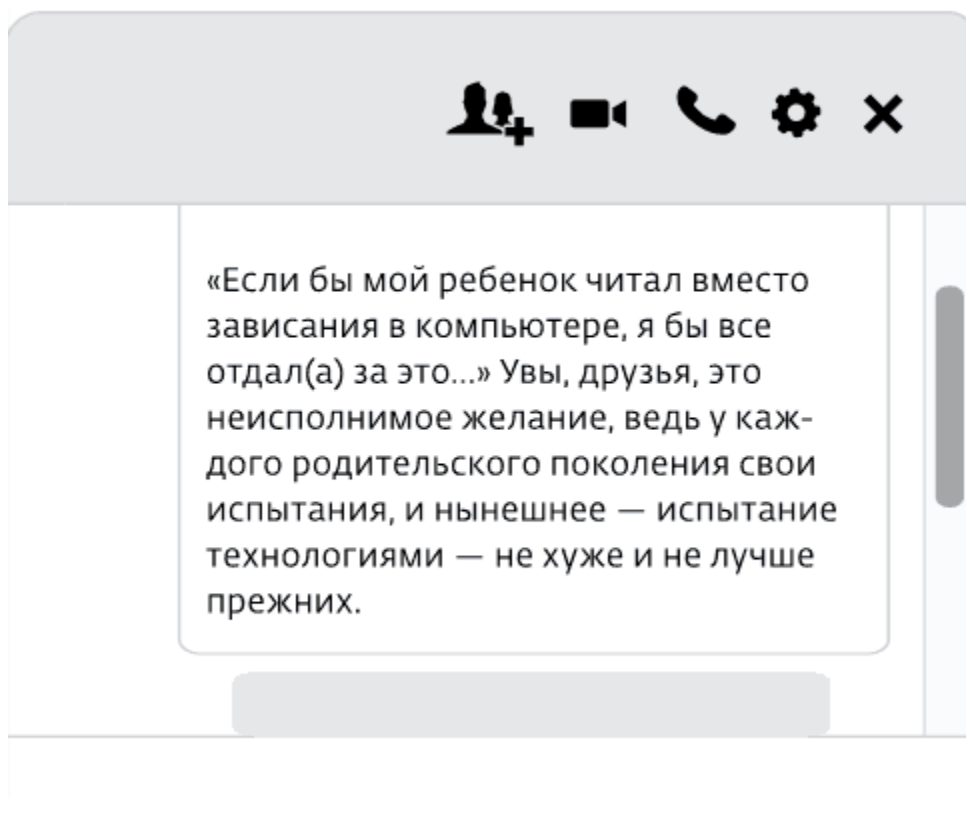 «Если бы мой ребенок читал вместо
зависания в компьютере, я бы все
отдал(а) за это...» Увы, друзья, это
неисполнимое желание, ведь у каж-
дого родительского поколения свои
испытания, и нынешнее — испытание
технологиями — не хуже и не лучше
прежних.